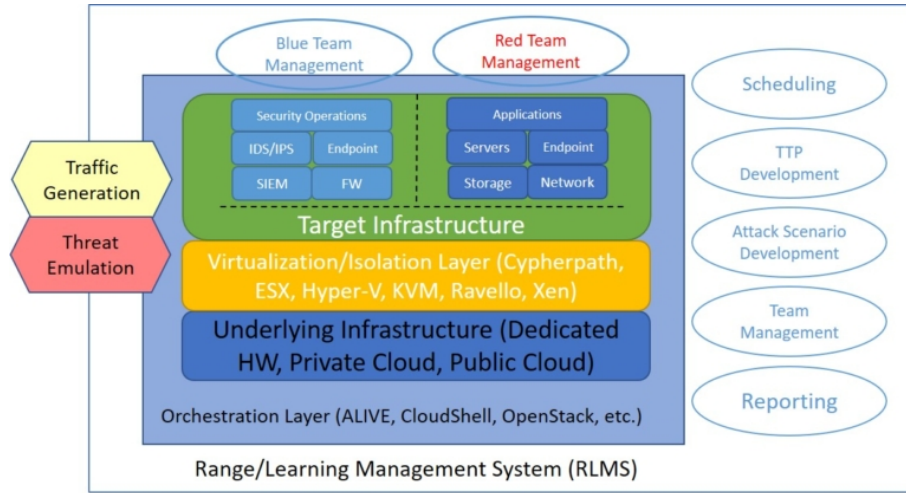 Blue Team
Management
Red Team
Management
Scheduling
Security Operations
Applications
IDS/IPS
Endpoint
Servers
Endpoint
SIEM
FW
Storage
Network
Target Infrastructure
Traffic
Generation
Threat
Emulation
TTP
Development
Attack Scenario
Development
Virtualization/Isolation Layer (Cypherpath,
ESX, Hyper-V, KVM, Ravello, Xen)
Team
Management
Underlying Infrastructure (Dedicated
HW, Private Cloud, Public Cloud)
Reporting
Orchestration Layer (ALIVE, CloudShell, OpenStack, etc.)
Range/Learning Management System (RLMS)